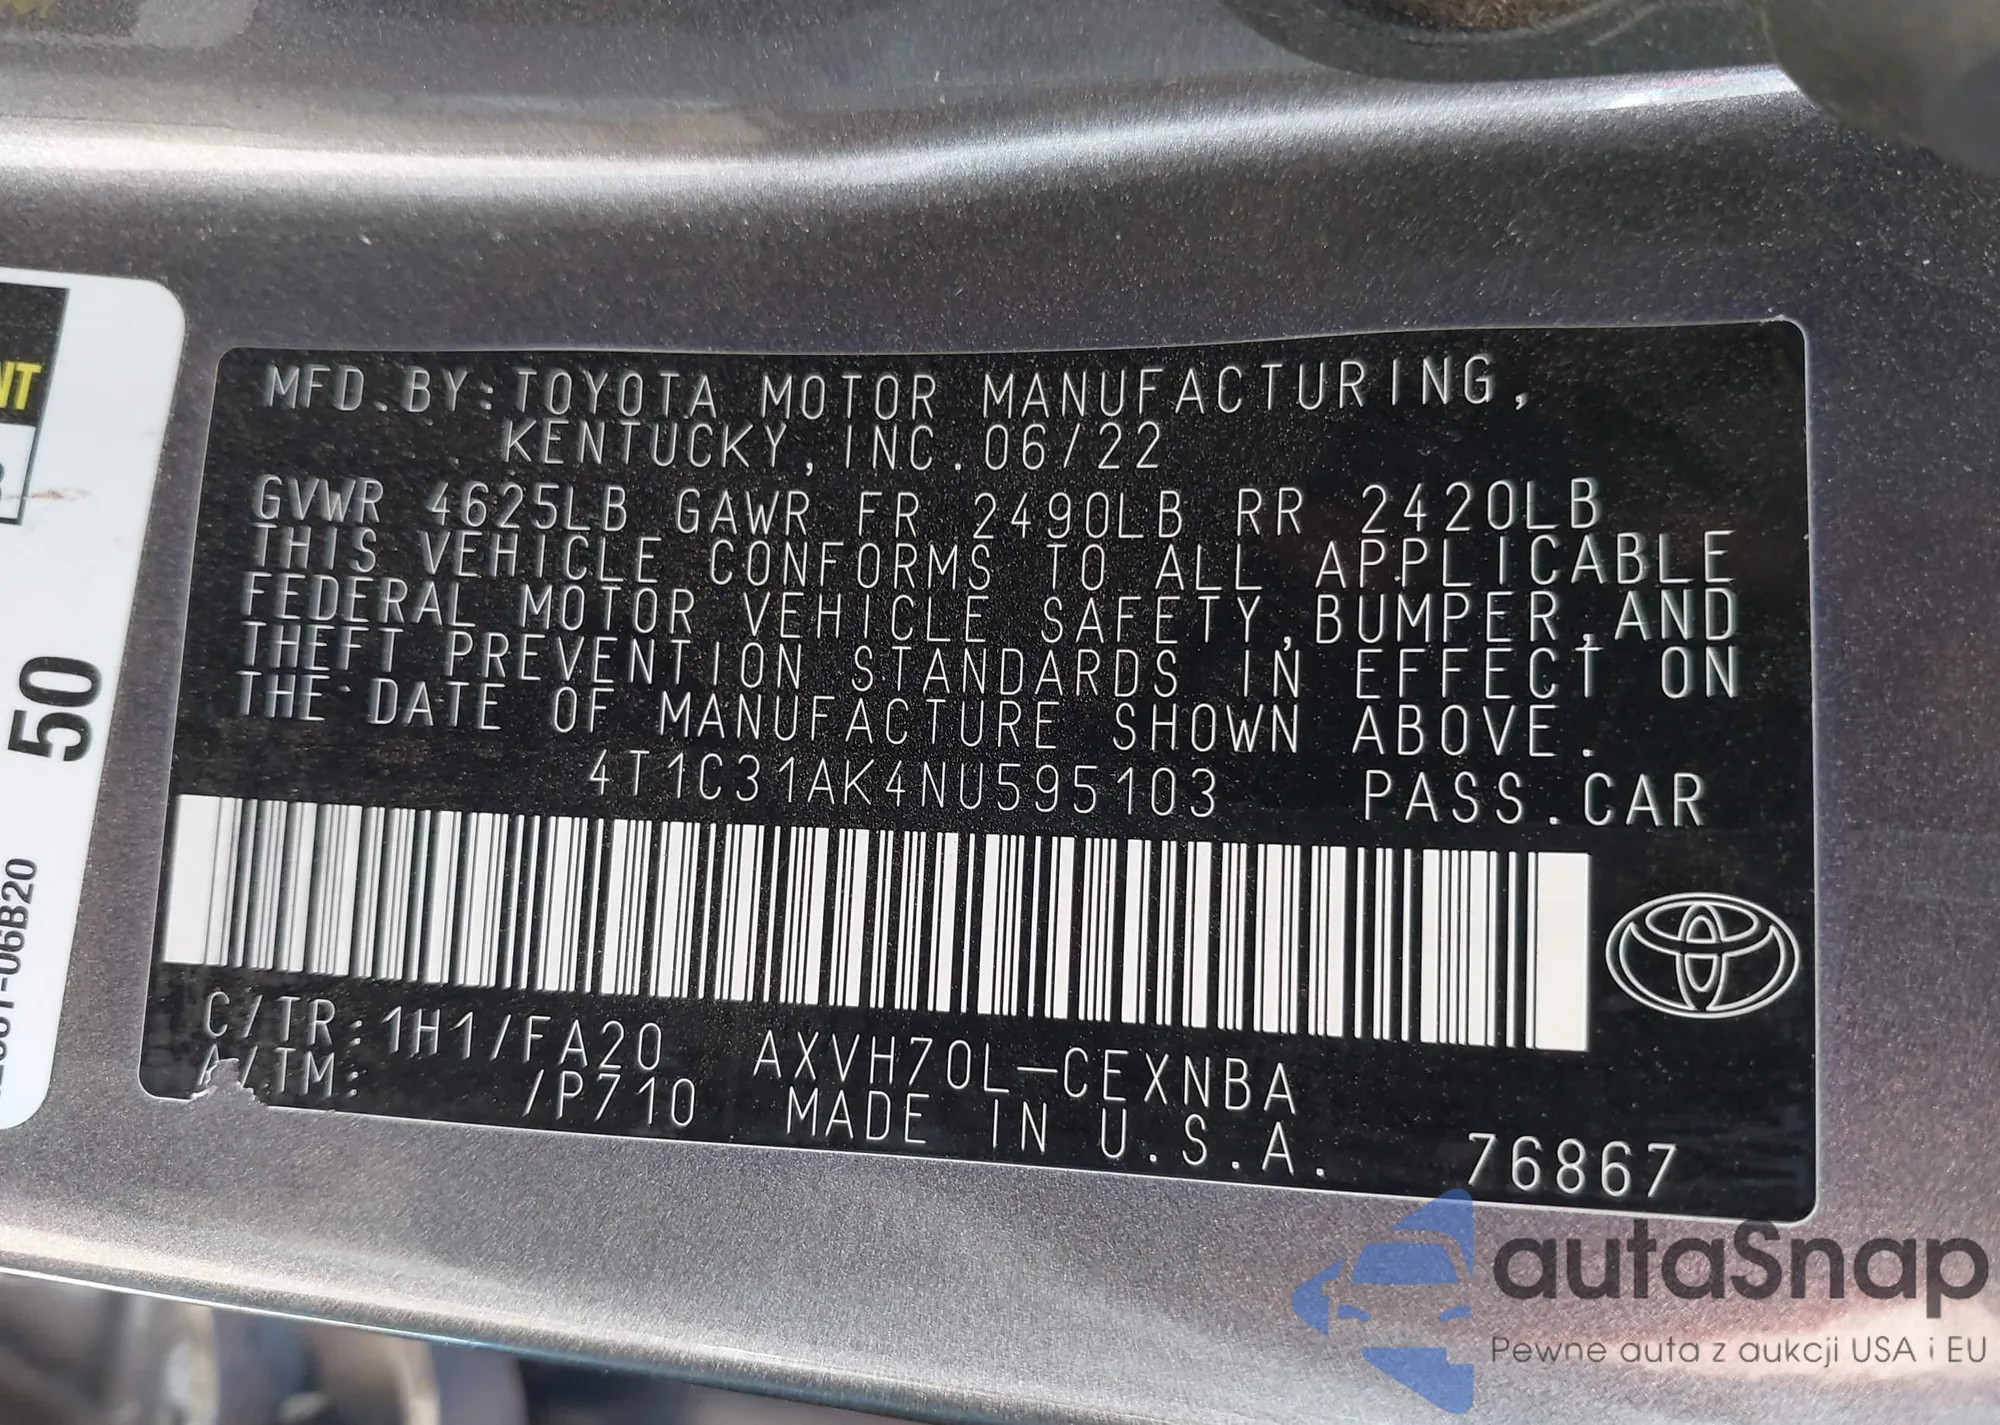 MFD.BY:TOYOTA MOTOR MANUFACTURING,
KENTUCKY, INC. 06/22
GVWR 4625LB GAWR FR 2490LB RR 2420LB
THIS VEHICLE CONFORMS TO ALL APPLICABLE
FEDERAL MOTOR VEHICLE SAFETY,BUMPER,AND
THEFT PREVENTION STANDARDS IN EFFECT ON
THE DATE OF MANUFACTURE SHOWN ABOVE.
4T1C31AK4NU595103 PASS.CAR
C/TR:1H1/FA20 AXVH70L-CEXNBA
A/TM: /P710 MADE IN U.S.A. 76867
NT
50
06B20
autaSnap
Pewne auta z aukcji USA i EU